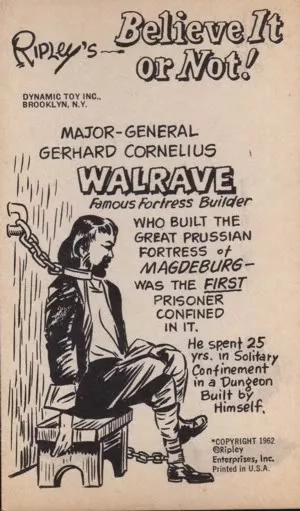 RIPLEY'S— Believe It
or Not!
DYNAMIC TOY INC.,
BROOKLYN, N.Y.
MAJOR-GENERAL
GERHARD CORNELIUS
WALRAVE
Famous Fortress Builder
WHO BUILT THE
GREAT PRUSSIAN
FORTRESS of
MAGDEBURG—
WAS THE FIRST
PRISONER
CONFINED
IN IT.
He spent 25
yrs. in Solitary
Confinement
in a Dungeon
Built by
Himself.
*COPYRIGHT 1962
©Ripley
Enterprises, Inc.
Printed in U.S.A.